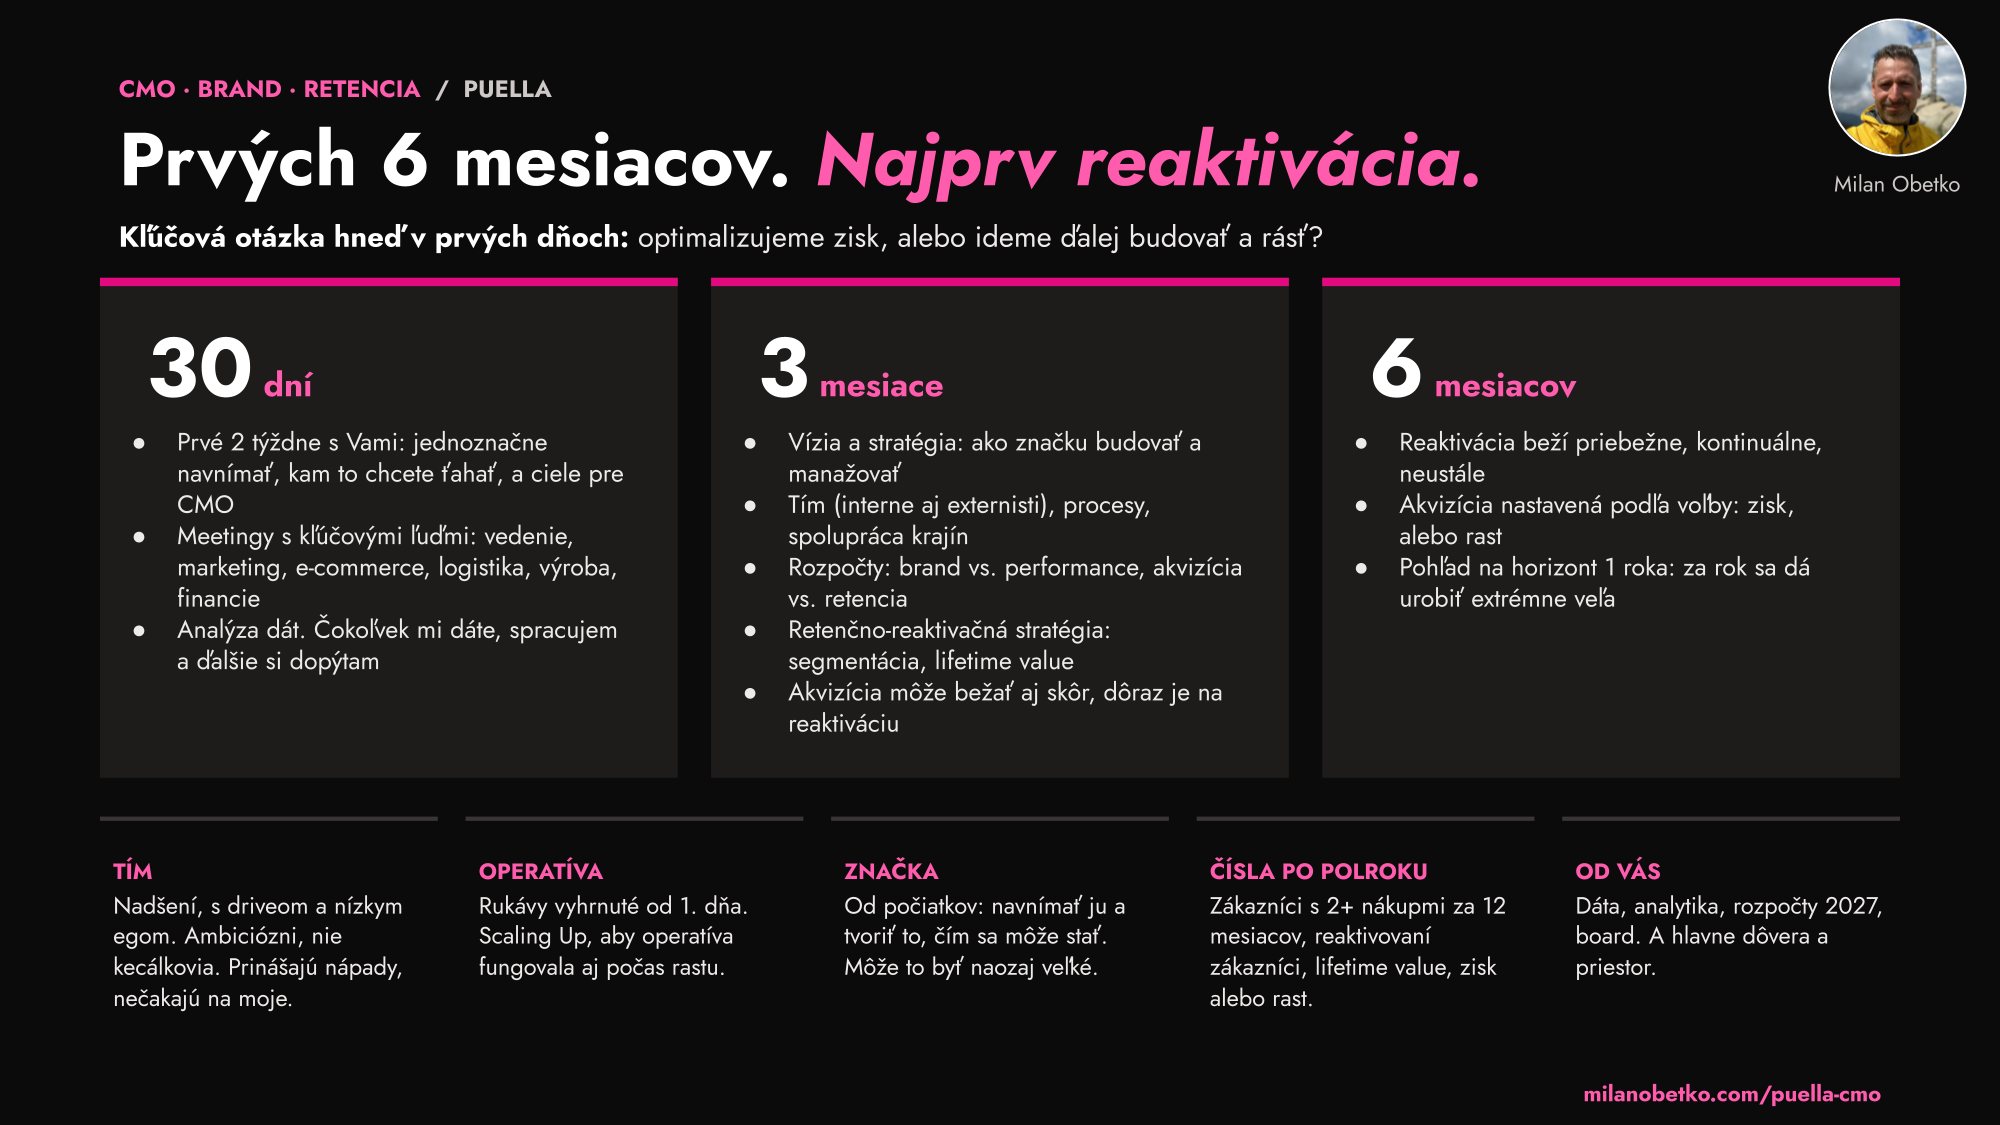 CMO · BRAND · RETENCIA / PUELLA
Prvých 6 mesiacov. Najprv reaktivácia.
Milan Obetko
Kľúčová otázka hneď v prvých dňoch: optimalizujeme zisk, alebo ideme ďalej budovať a rásť?
30 dní
● Prvé 2 týždne s Vami: jednoznačne
navnímať, kam to chcete ťahať, a ciele pre
CMO
● Meetingy s kľúčovými ľuďmi: vedenie,
marketing, e-commerce, logistika, výroba,
financie
● Analýza dát. Čokoľvek mi dáte, spracujem
a ďalšie si dopýtam
3 mesiace
● Vízia a stratégia: ako značku budovať a
manažovať
● Tím (interne aj externisti), procesy,
spolupráca krajín
● Rozpočty: brand vs. performance, akvizícia
vs. retencia
● Retenčno-reaktivačná stratégia:
segmentácia, lifetime value
● Akvizícia môže bežať aj skôr, dôraz je na
reaktiváciu
6 mesiacov
● Reaktivácia beží priebežne, kontinuálne,
neustále
● Akvizícia nastavená podľa voľby: zisk,
alebo rast
● Pohľad na horizont 1 roka: za rok sa dá
urobiť extrémne veľa
TÍM
Nadšení, s driveom a nízkym
egom. Ambiciózni, nie
kecálkovia. Prinášajú nápady,
nečakajú na moje.
OPERATÍVA
Rukávy vyhrnuté od 1. dňa.
Scaling Up, aby operatíva
fungovala aj počas rastu.
ZNAČKA
Od počiatkov: navnímať ju a
tvoriť to, čím sa môže stať.
Môže to byť naozaj veľké.
ČÍSLA PO POLROKU
Zákazníci s 2+ nákupmi za 12
mesiacov, reaktivovaní
zákazníci, lifetime value, zisk
alebo rast.
OD VÁS
Dáta, analytika, rozpočty 2027,
board. A hlavne dôvera a
priestor.
milanobetko.com/puella-cmo